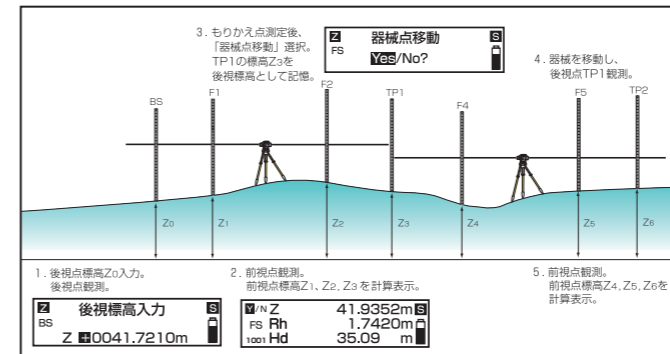 3. もりかえ点測定後、
「器械点移動」選択。
TP1の標高Z3を
後視標高として記憶。
Z 器械点移動 S
FS Yes/No?
4. 器械を移動し、
後視点TP1観測。
BS F1 F2 TP1 F4 F5 TP2
Z0 Z1 Z2 Z3 Z4 Z5 Z6
1. 後視点標高Z0入力。
後視点観測。
Z 後視標高入力 S
BS
Z +0041.7210m
2. 前視点観測。
前視点標高Z1、Z2、Z3を計算表示。
Y/N Z 41.9352m S
FS Rh 1.7420m
1001 Hd 35.09 m
5. 前視点観測。
前視点標高Z4、Z5、Z6を
計算表示。